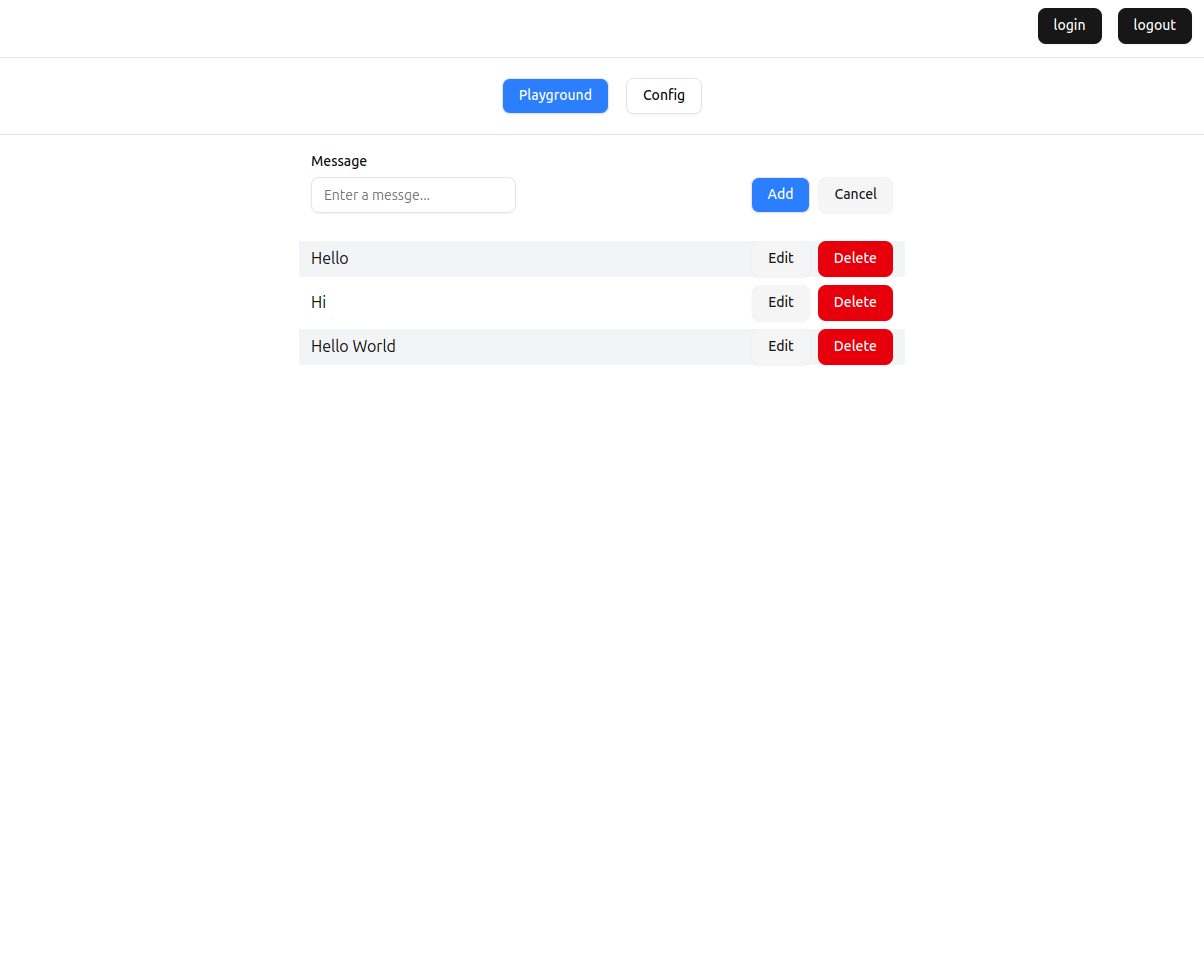 login logout
Playground Config
Message
Enter a messge... Add Cancel
Hello Edit Delete
Hi Edit Delete
Hello World Edit Delete